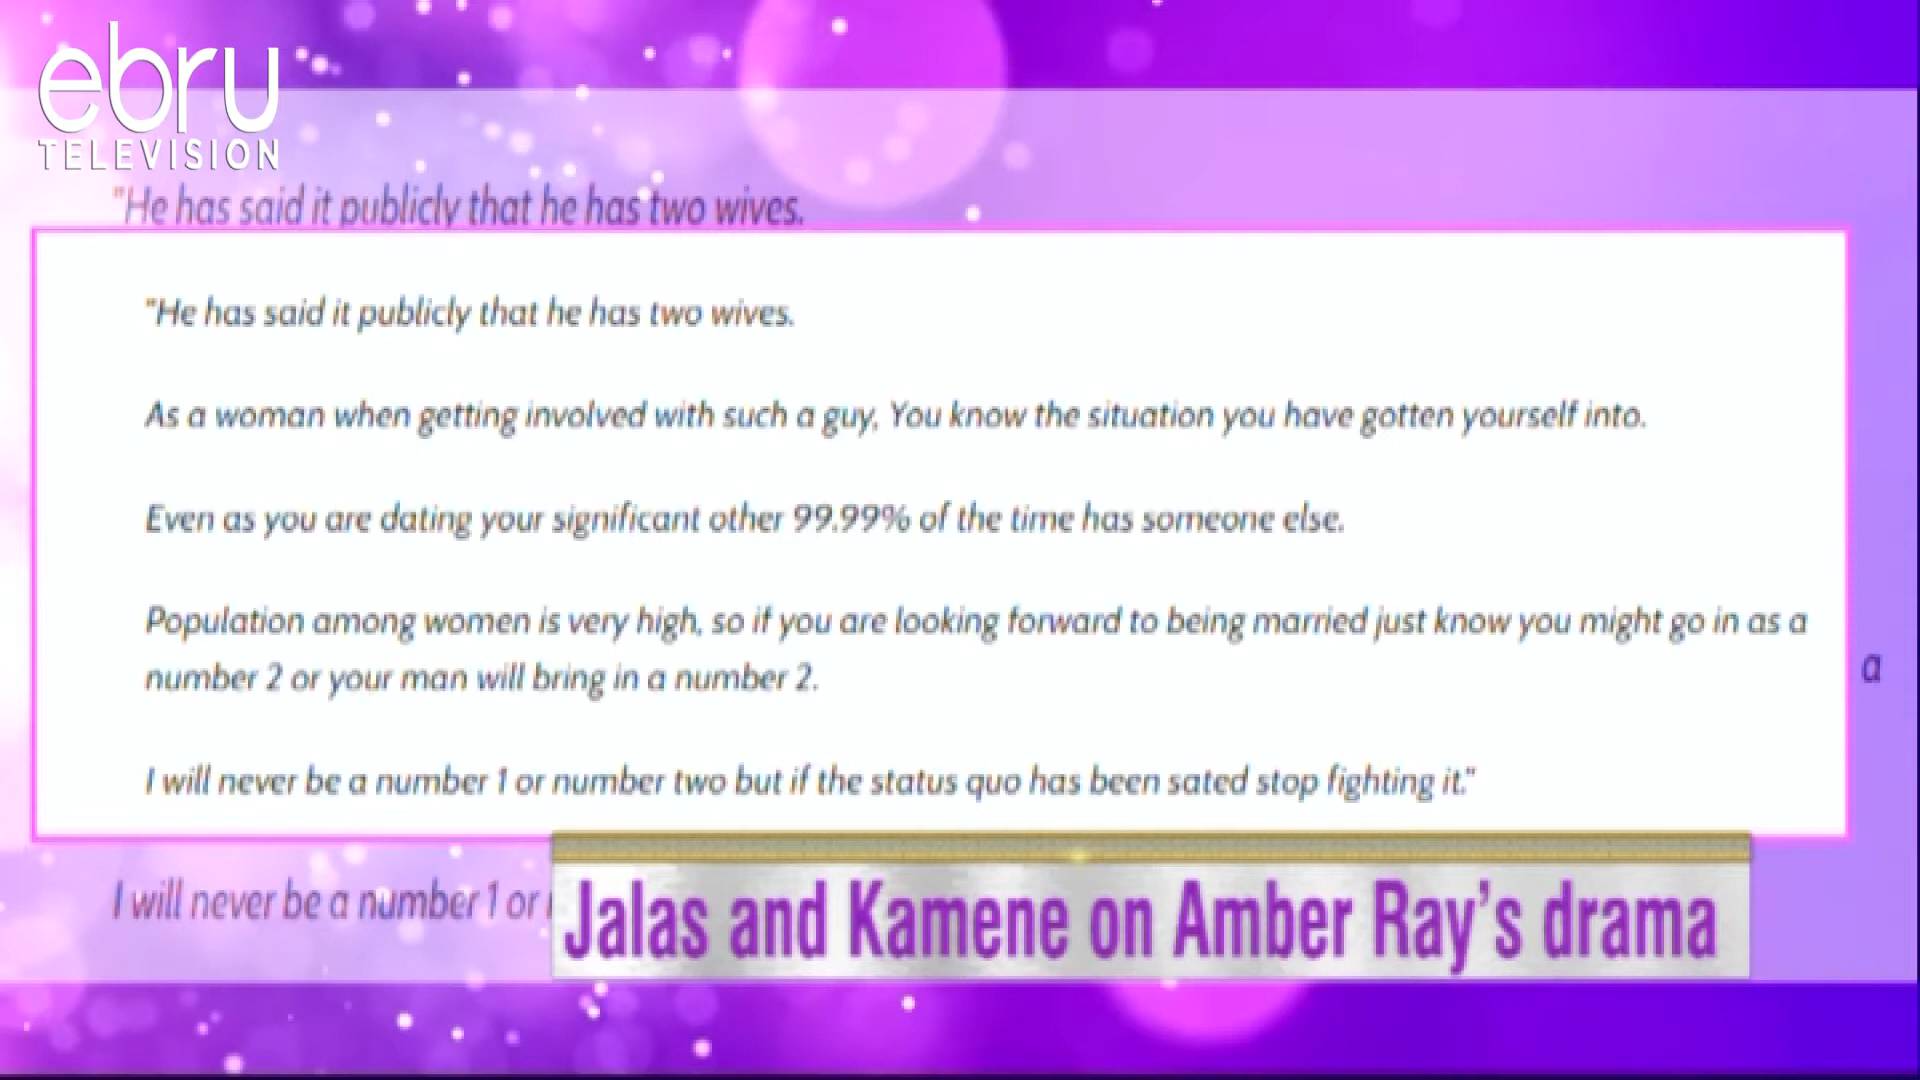 ebru
TELEVISION
"He has said it publicly that he has two wives.
"He has said it publicly that he has two wives.
As a woman when getting involved with such a guy, You know the situation you have gotten yourself into.
Even as you are dating your significant other 99.99% of the time has someone else.
Population among women is very high, so if you are looking forward to being married just know you might go in as a
number 2 or your man will bring in a number 2.
a
I will never be a number 1 or number two but if the status quo has been sated stop fighting it."
I will never be a number 1 or
Jalas and Kamene on Amber Ray's drama